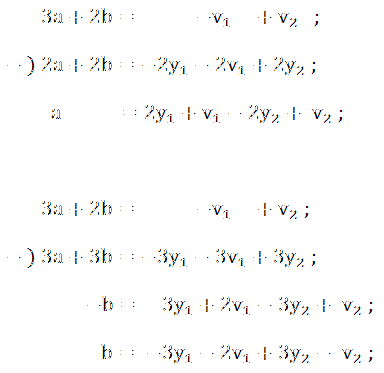 3a + 2b = −v₁ + v₂ ;
−) 2a + 2b = −2y₁ − 2v₁ + 2y₂ ;
a = 2y₁ + v₁ − 2y₂ + v₂ ;
3a + 2b = −v₁ + v₂ ;
−) 3a + 3b = −3y₁ − 3v₁ + 3y₂ ;
−b = 3y₁ + 2v₁ − 3y₂ + v₂ ;
b = −3y₁ − 2v₁ + 3y₂ − v₂ ;